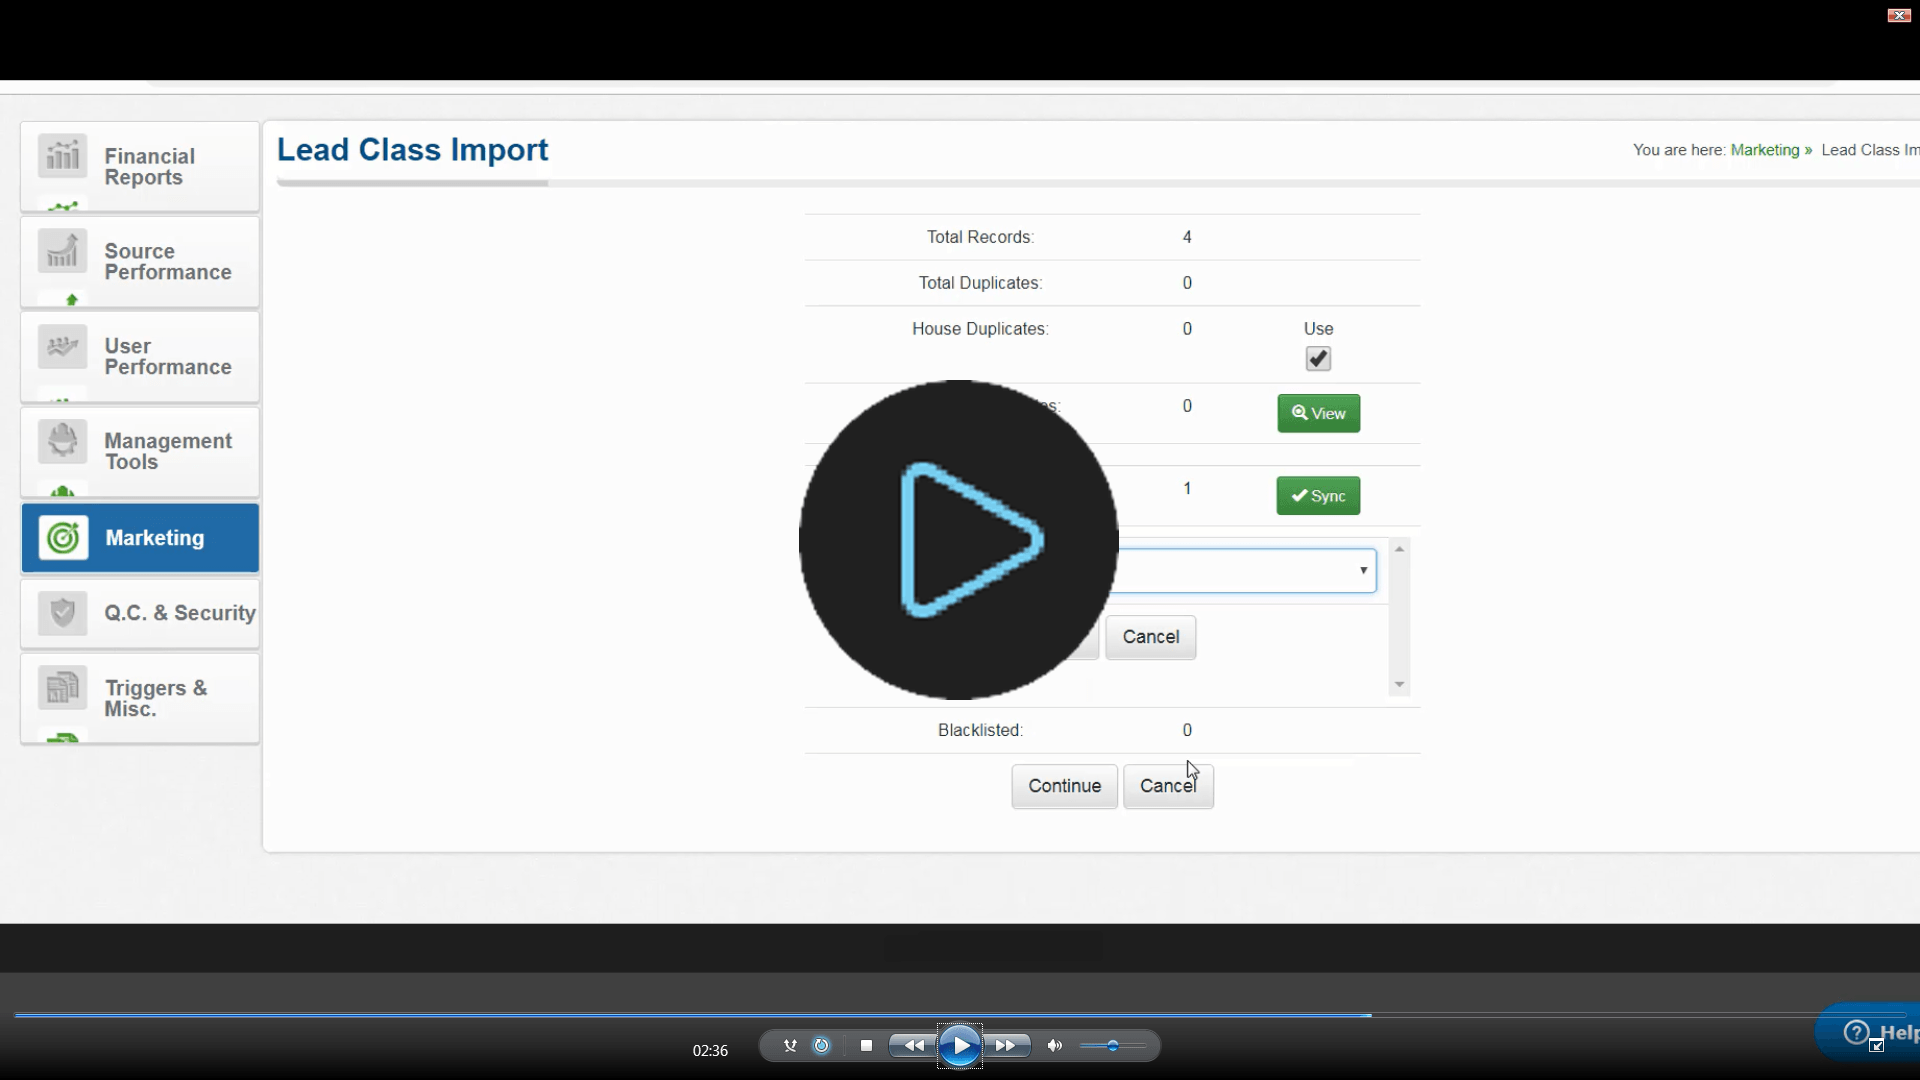 Lead Class Import
You are here: Marketing » Lead Class Im
Financial
Reports
Source
Performance
User
Performance
Management
Tools
Marketing
Q.C. & Security
Triggers &
Misc.
Total Records: 4
Total Duplicates: 0
House Duplicates: 0 Use
es: 0 View
1 Sync
Cancel
Blacklisted: 0
Continue Cancel
02:36
Help